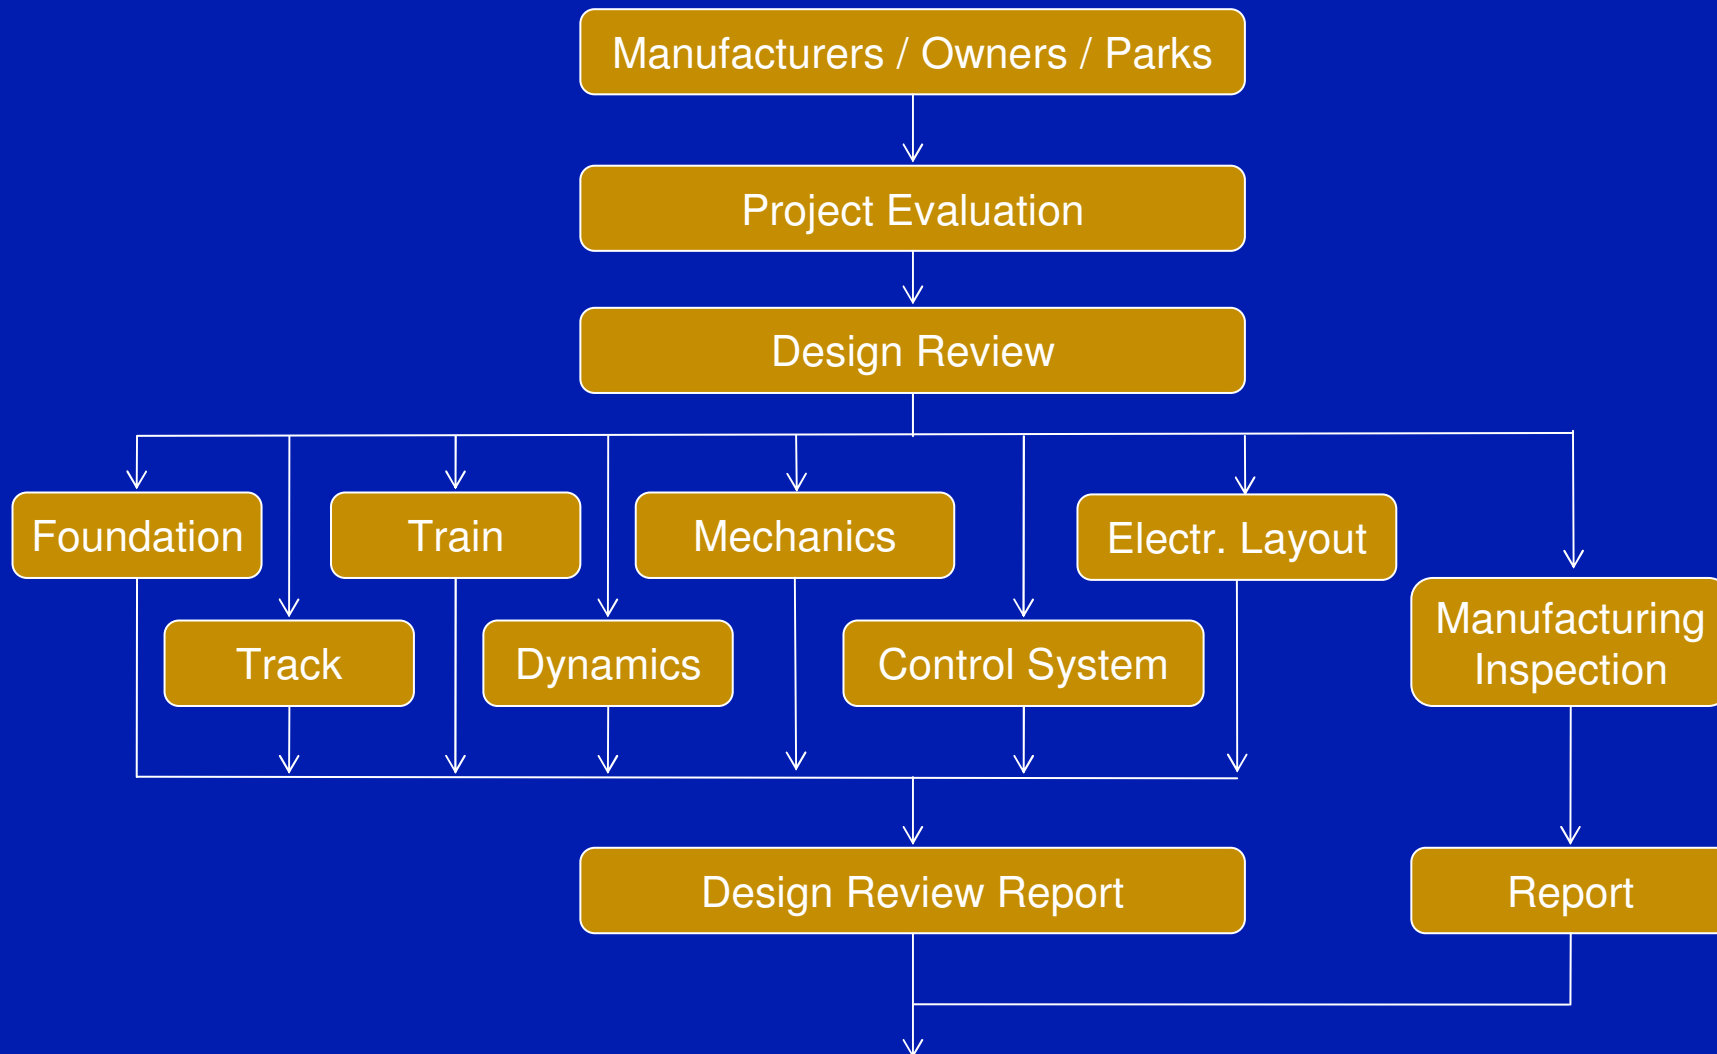 Manufacturers / Owners / Parks
Project Evaluation
Design Review
Foundation
Train
Mechanics
Electr. Layout
Track
Dynamics
Control System
Manufacturing
Inspection
Design Review Report
Report